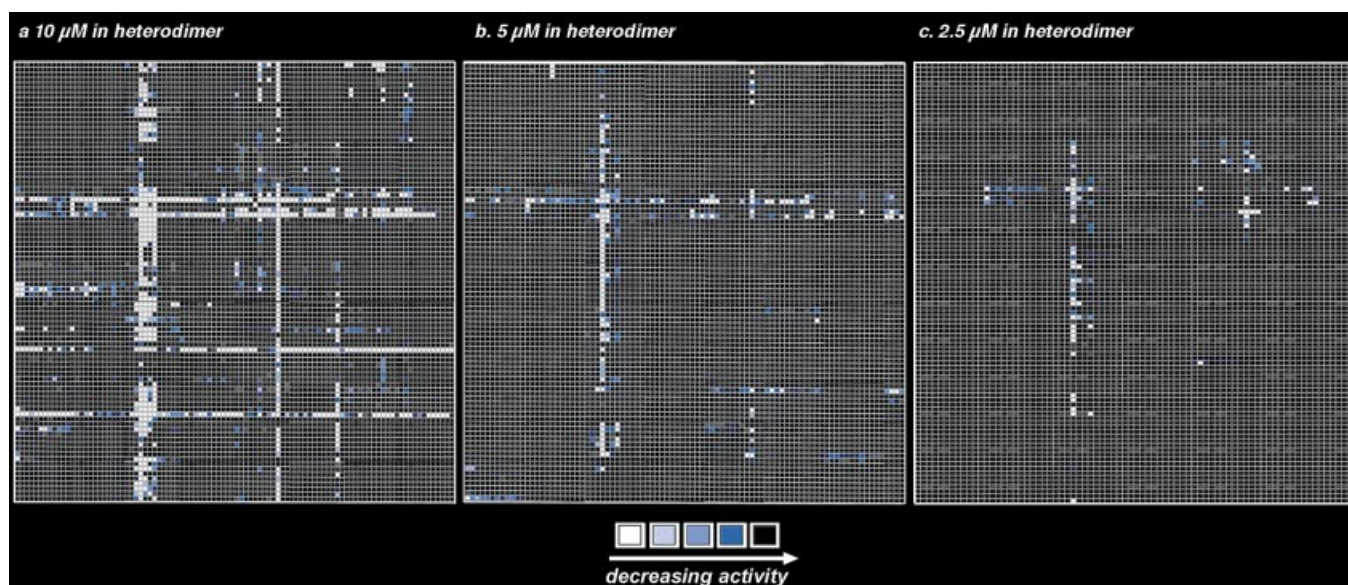 a 10 µM in heterodimer
b. 5 µM in heterodimer
c. 2.5 µM in heterodimer
decreasing activity